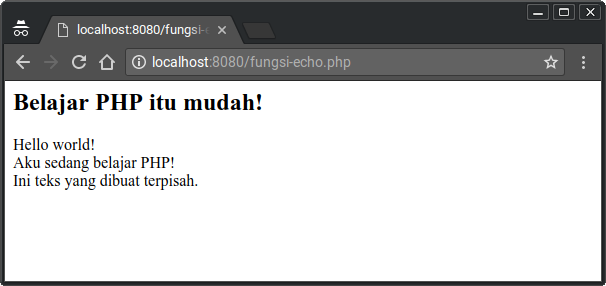 localhost:8080/fungsi-e
localhost:8080/fungsi-echo.php
Belajar PHP itu mudah!
Hello world!
Aku sedang belajar PHP!
Ini teks yang dibuat terpisah.